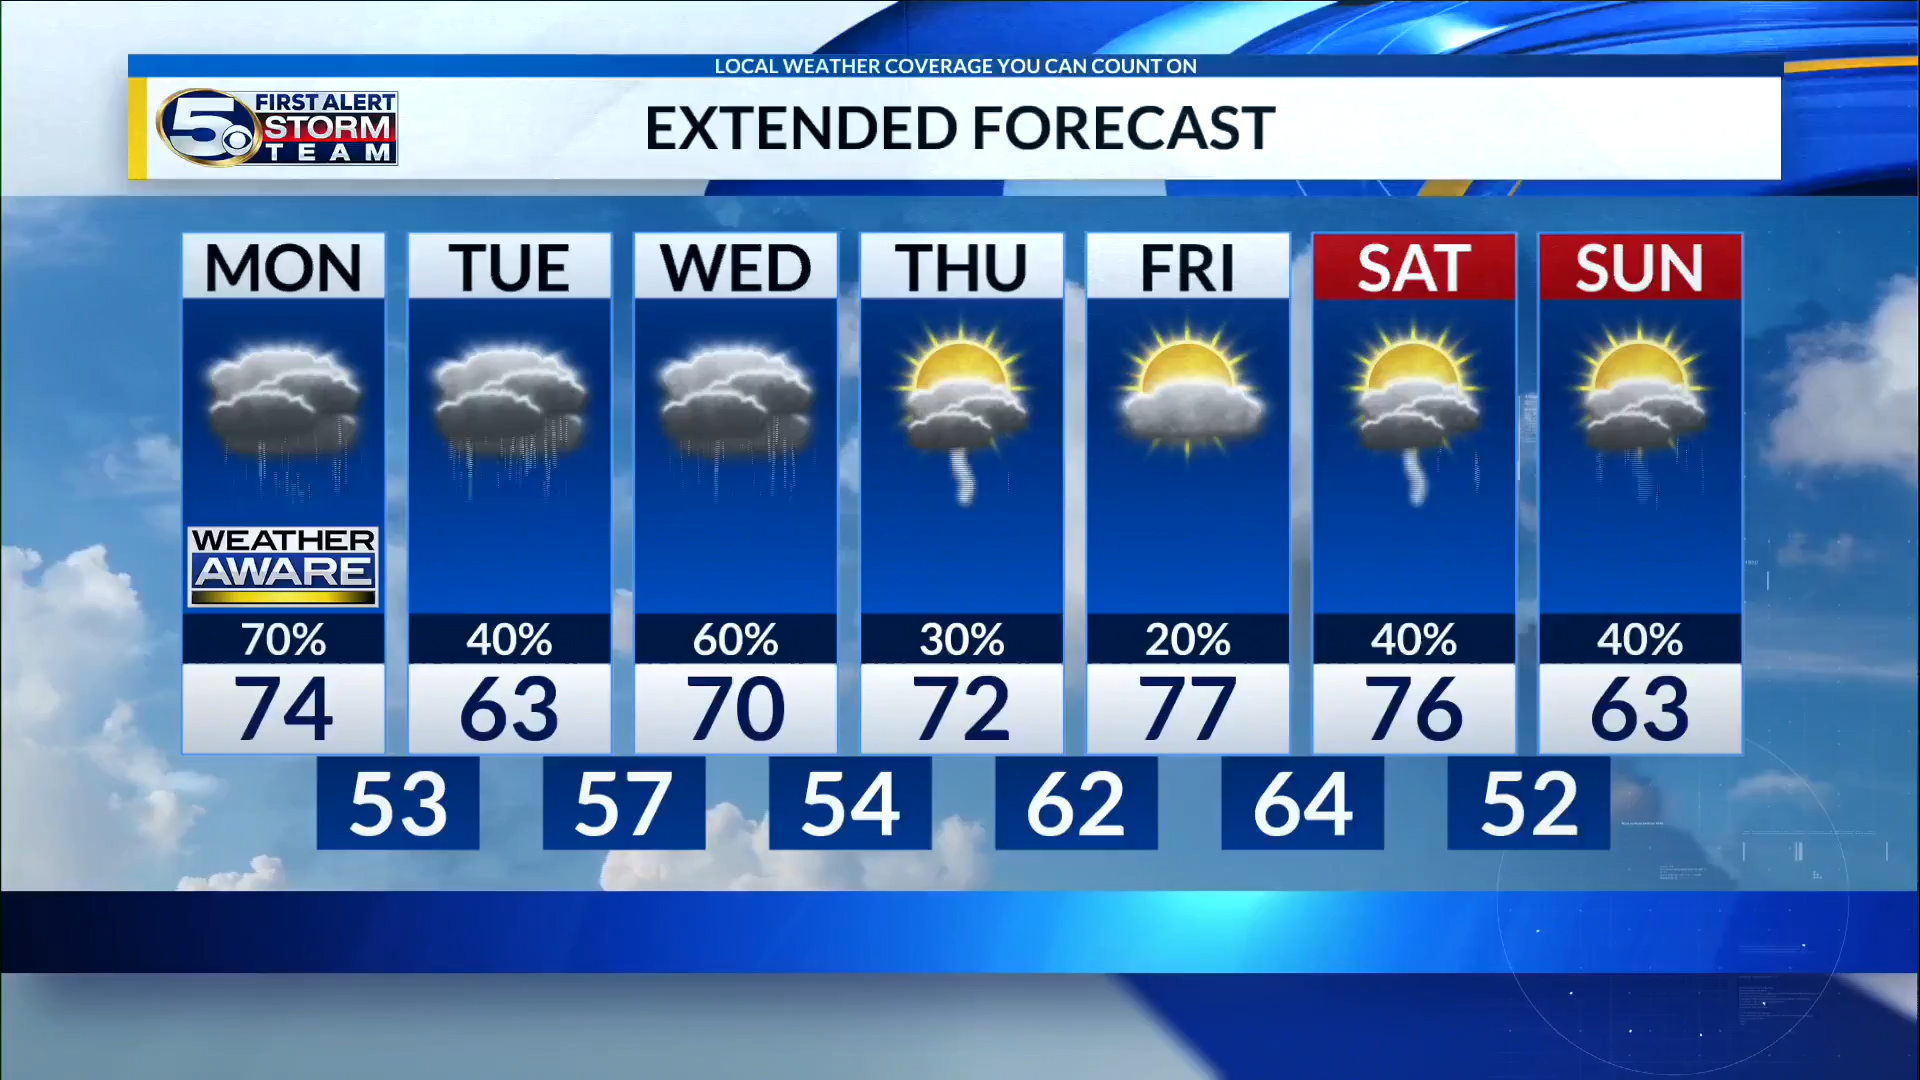 LOCAL WEATHER COVERAGE YOU CAN COUNT ON
5 FIRST ALERT
STORM
TEAM
EXTENDED FORECAST
MON TUE WED THU FRI SAT SUN
WEATHER
AWARE
70% 40% 60% 30% 20% 40% 40%
74 63 70 72 77 76 63
53 57 54 62 64 52